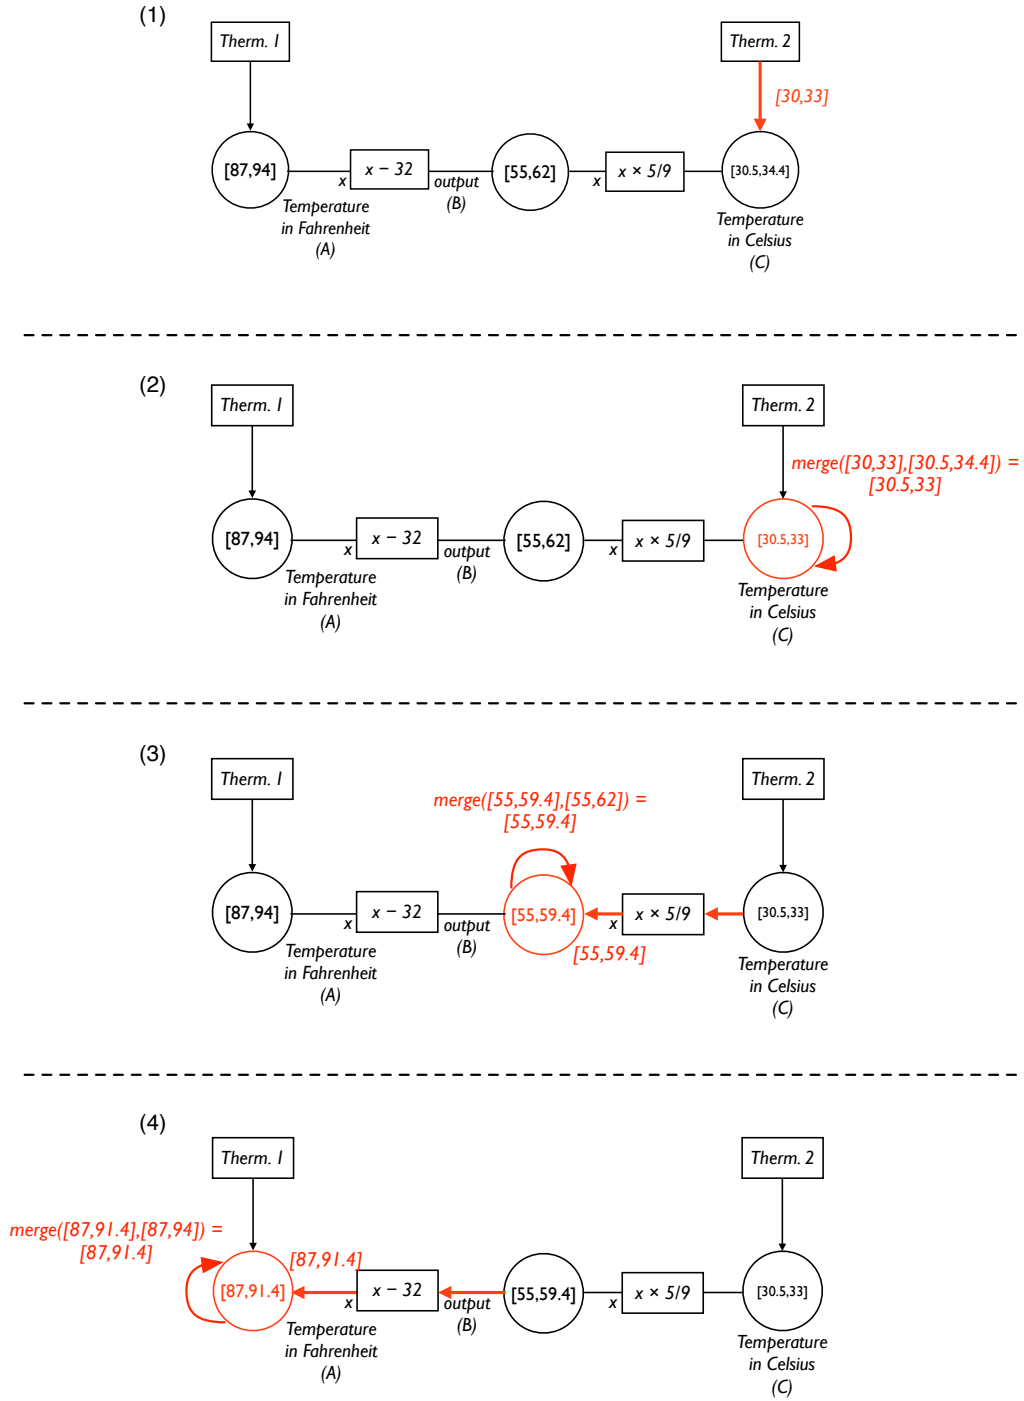 (1)
Therm. 1
Therm. 2
[30,33]
[87,94]
x
x − 32
output
(B)
[55,62]
x
x × 5/9
[30.5,34.4]
Temperature
in Fahrenheit
(A)
Temperature
in Celsius
(C)
(2)
Therm. 1
Therm. 2
merge([30,33],[30.5,34.4]) =
[30.5,33]
[87,94]
x
x − 32
output
(B)
[55,62]
x
x × 5/9
[30.5,33]
Temperature
in Fahrenheit
(A)
Temperature
in Celsius
(C)
(3)
Therm. 1
Therm. 2
merge([55,59.4],[55,62]) =
[55,59.4]
[87,94]
x
x − 32
output
(B)
[55,59.4]
x
x × 5/9
[30.5,33]
[55,59.4]
Temperature
in Fahrenheit
(A)
Temperature
in Celsius
(C)
(4)
Therm. 1
Therm. 2
merge([87,91.4],[87,94]) =
[87,91.4]
[87,91.4]
[87,91.4]
x
x − 32
output
(B)
[55,59.4]
x
x × 5/9
[30.5,33]
Temperature
in Fahrenheit
(A)
Temperature
in Celsius
(C)